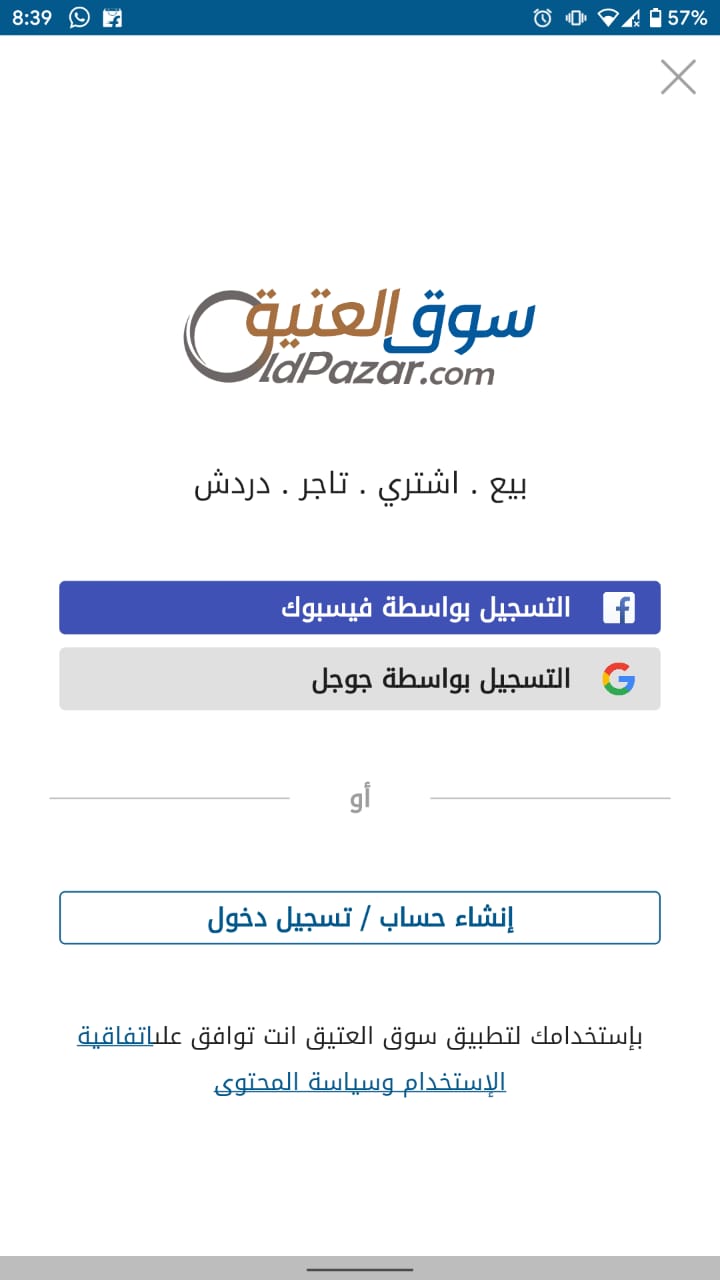 8:39
57%
سوق العتيق
OldPazar.com
بيع . اشتري . تاجر . دردش
التسجيل بواسطة فيسبوك
التسجيل بواسطة جوجل
أو
إنشاء حساب / تسجيل دخول
بإستخدامك لتطبيق سوق العتيق انت توافق علىاتفاقية
الإستخدام وسياسة المحتوى